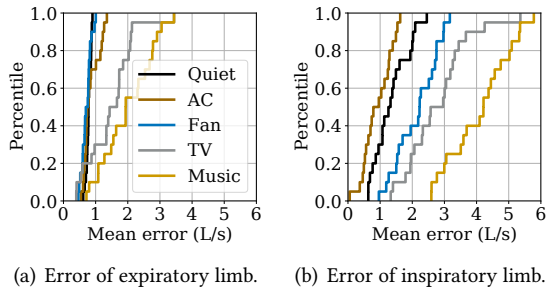 1.0
0.8
0.6
0.4
0.2
0.0
Percentile
Quiet
AC
Fan
TV
Music
0 1 2 3 4 5 6
Mean error (L/s)
(a) Error of expiratory limb.
1.0
0.8
0.6
0.4
0.2
0.0
Percentile
0 1 2 3 4 5 6
Mean error (L/s)
(b) Error of inspiratory limb.